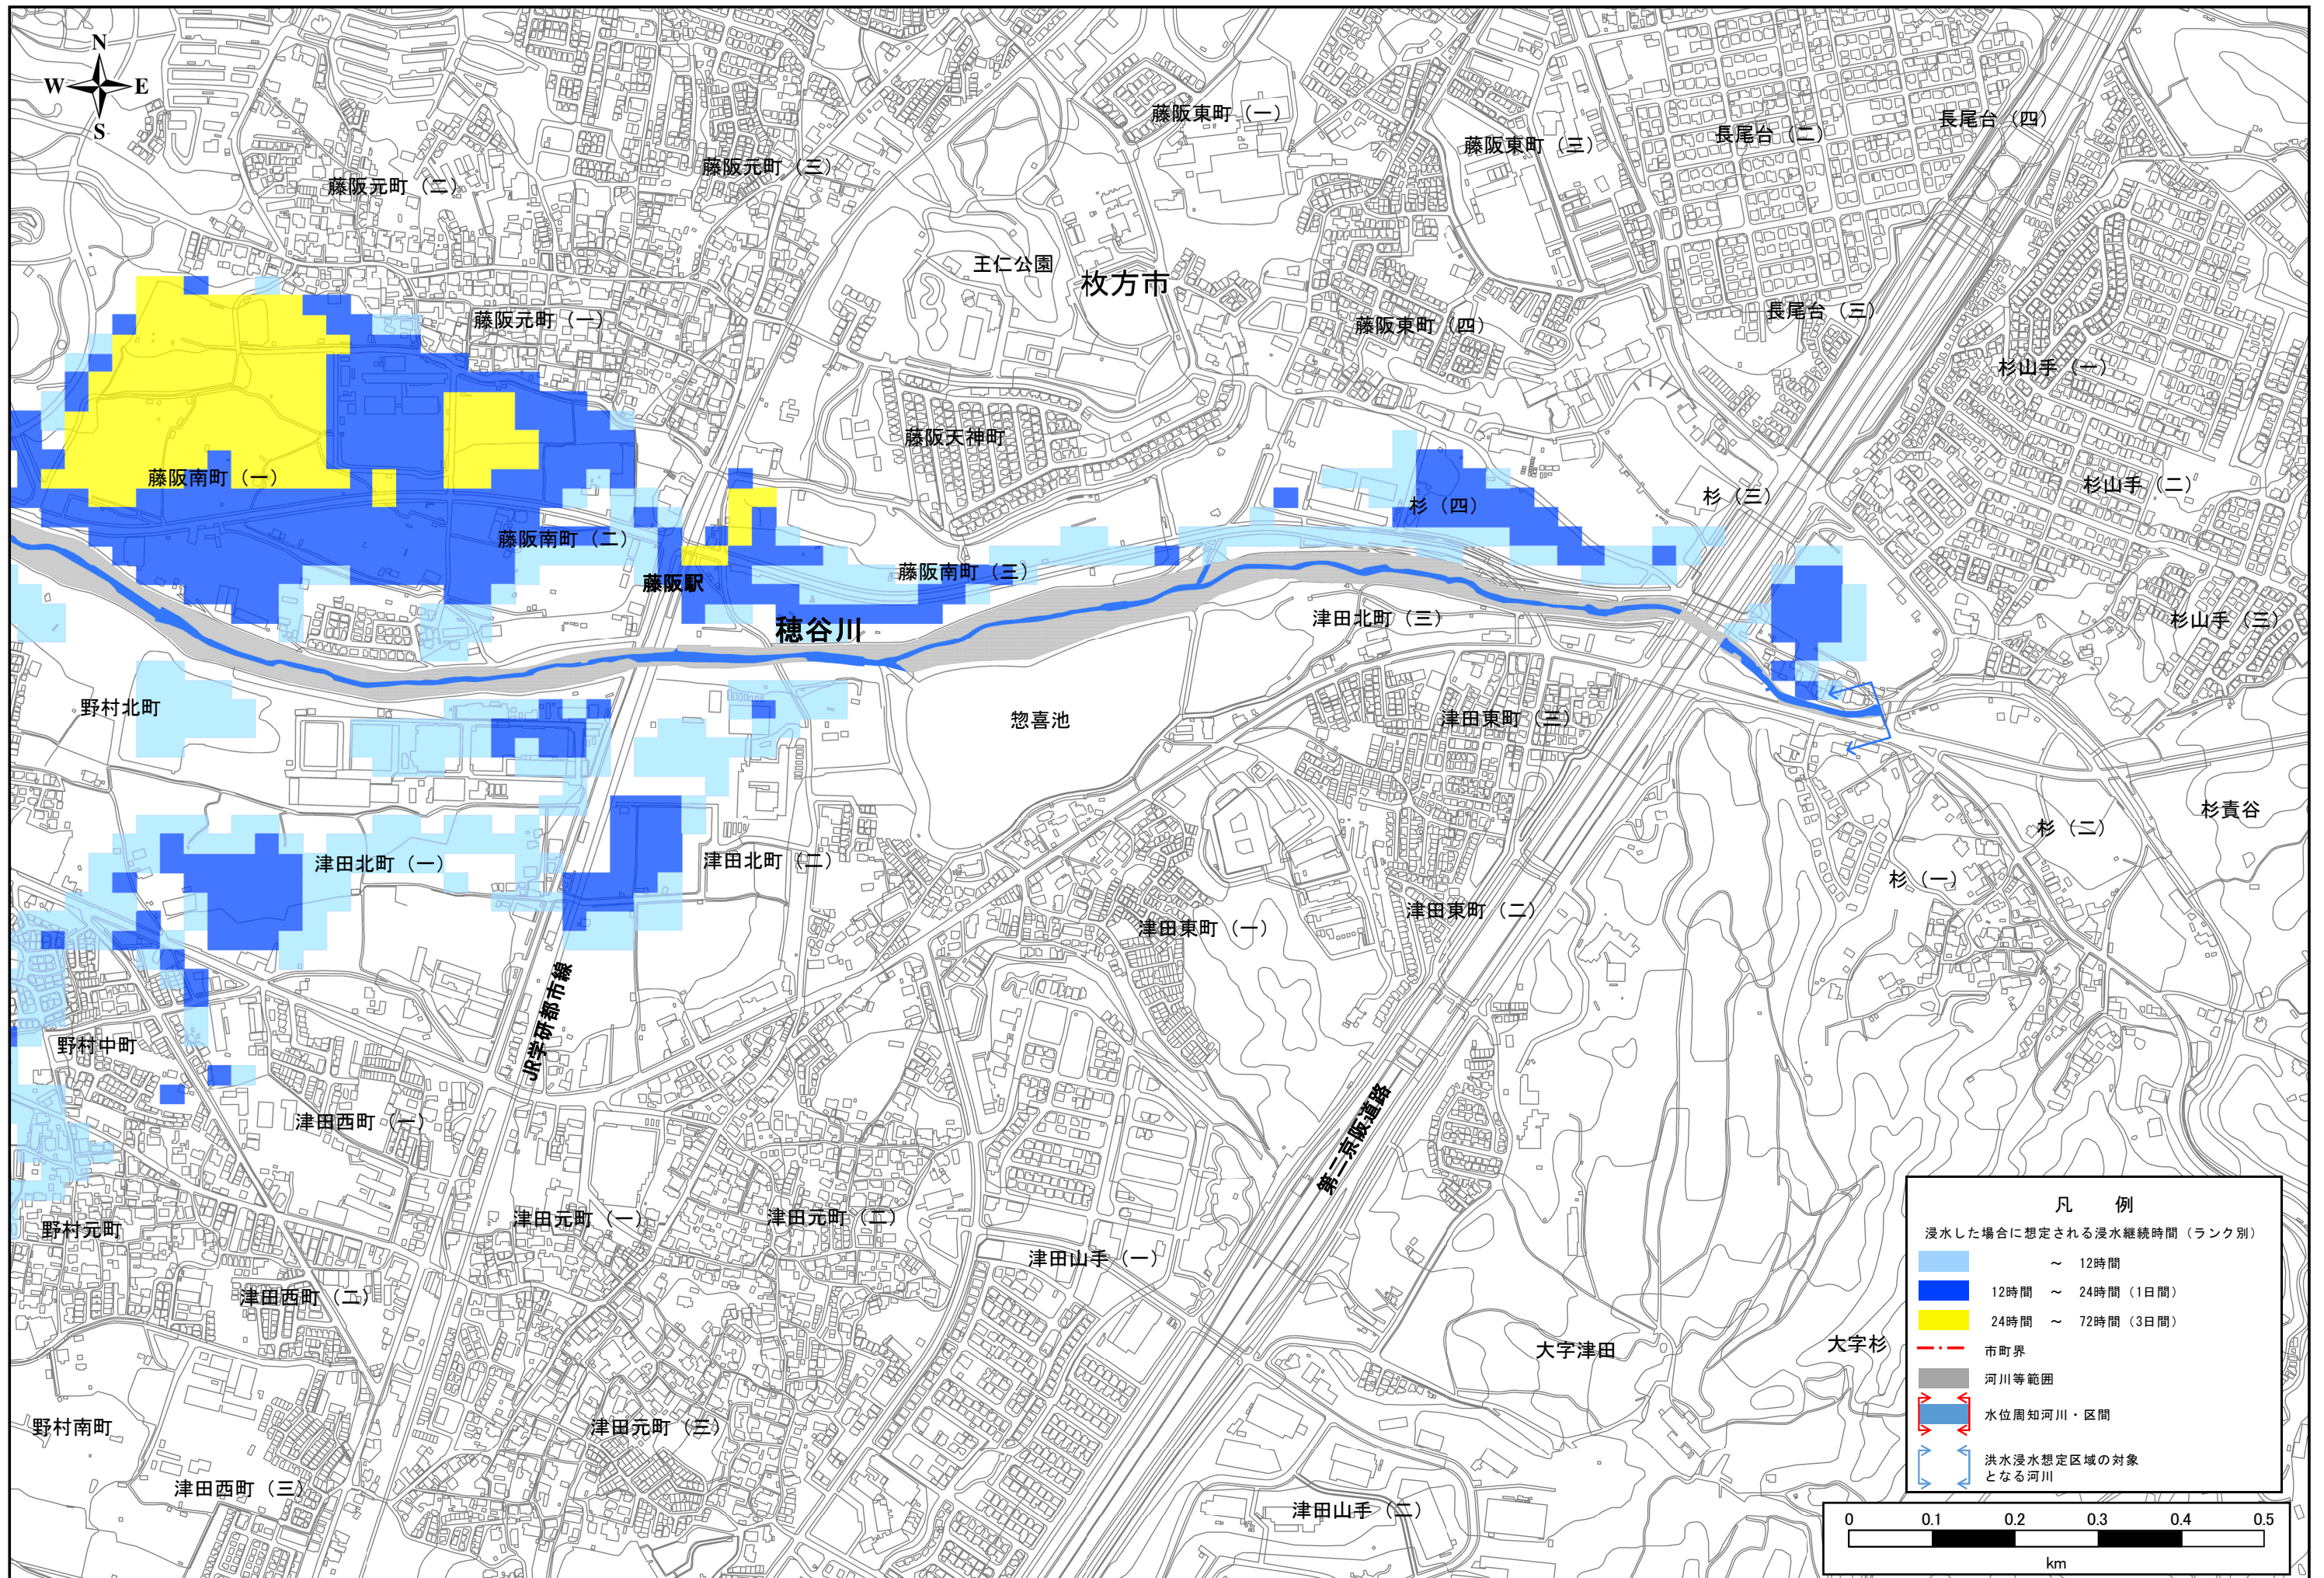 N
W E
S
藤阪東町（一）
長尾台（四）
長尾台（二）
藤阪東町（三）
藤阪元町（三）
藤阪元町（二）
王仁公園
枚方市
長尾台（三）
藤阪元町（一）
藤阪東町（四）
杉山手（一）
藤阪天神町
藤阪南町（一）
杉山手（二）
杉（三）
杉（四）
藤阪南町（二）
藤阪南町（三）
藤阪駅
穂谷川
津田北町（三）
杉山手（三）
野村北町
惣喜池
津田東町（三）
杉責谷
杉（二）
津田北町（一）
津田北町（二）
杉（一）
津田東町（二）
津田東町（一）
JR学研都市線
野村中町
津田西町（一）
第二京阪道路
野村元町
津田元町（一）
津田元町（二）
津田山手（一）
津田西町（二）
大字津田
大字杉
野村南町
津田元町（三）
津田西町（三）
津田山手（二）
凡 例
浸水した場合に想定される浸水継続時間（ランク別）
～ 12時間
12時間 ～ 24時間（1日間）
24時間 ～ 72時間（3日間）
市町界
河川等範囲
水位周知河川・区間
洪水浸水想定区域の対象
となる河川
0 0.1 0.2 0.3 0.4 0.5
km